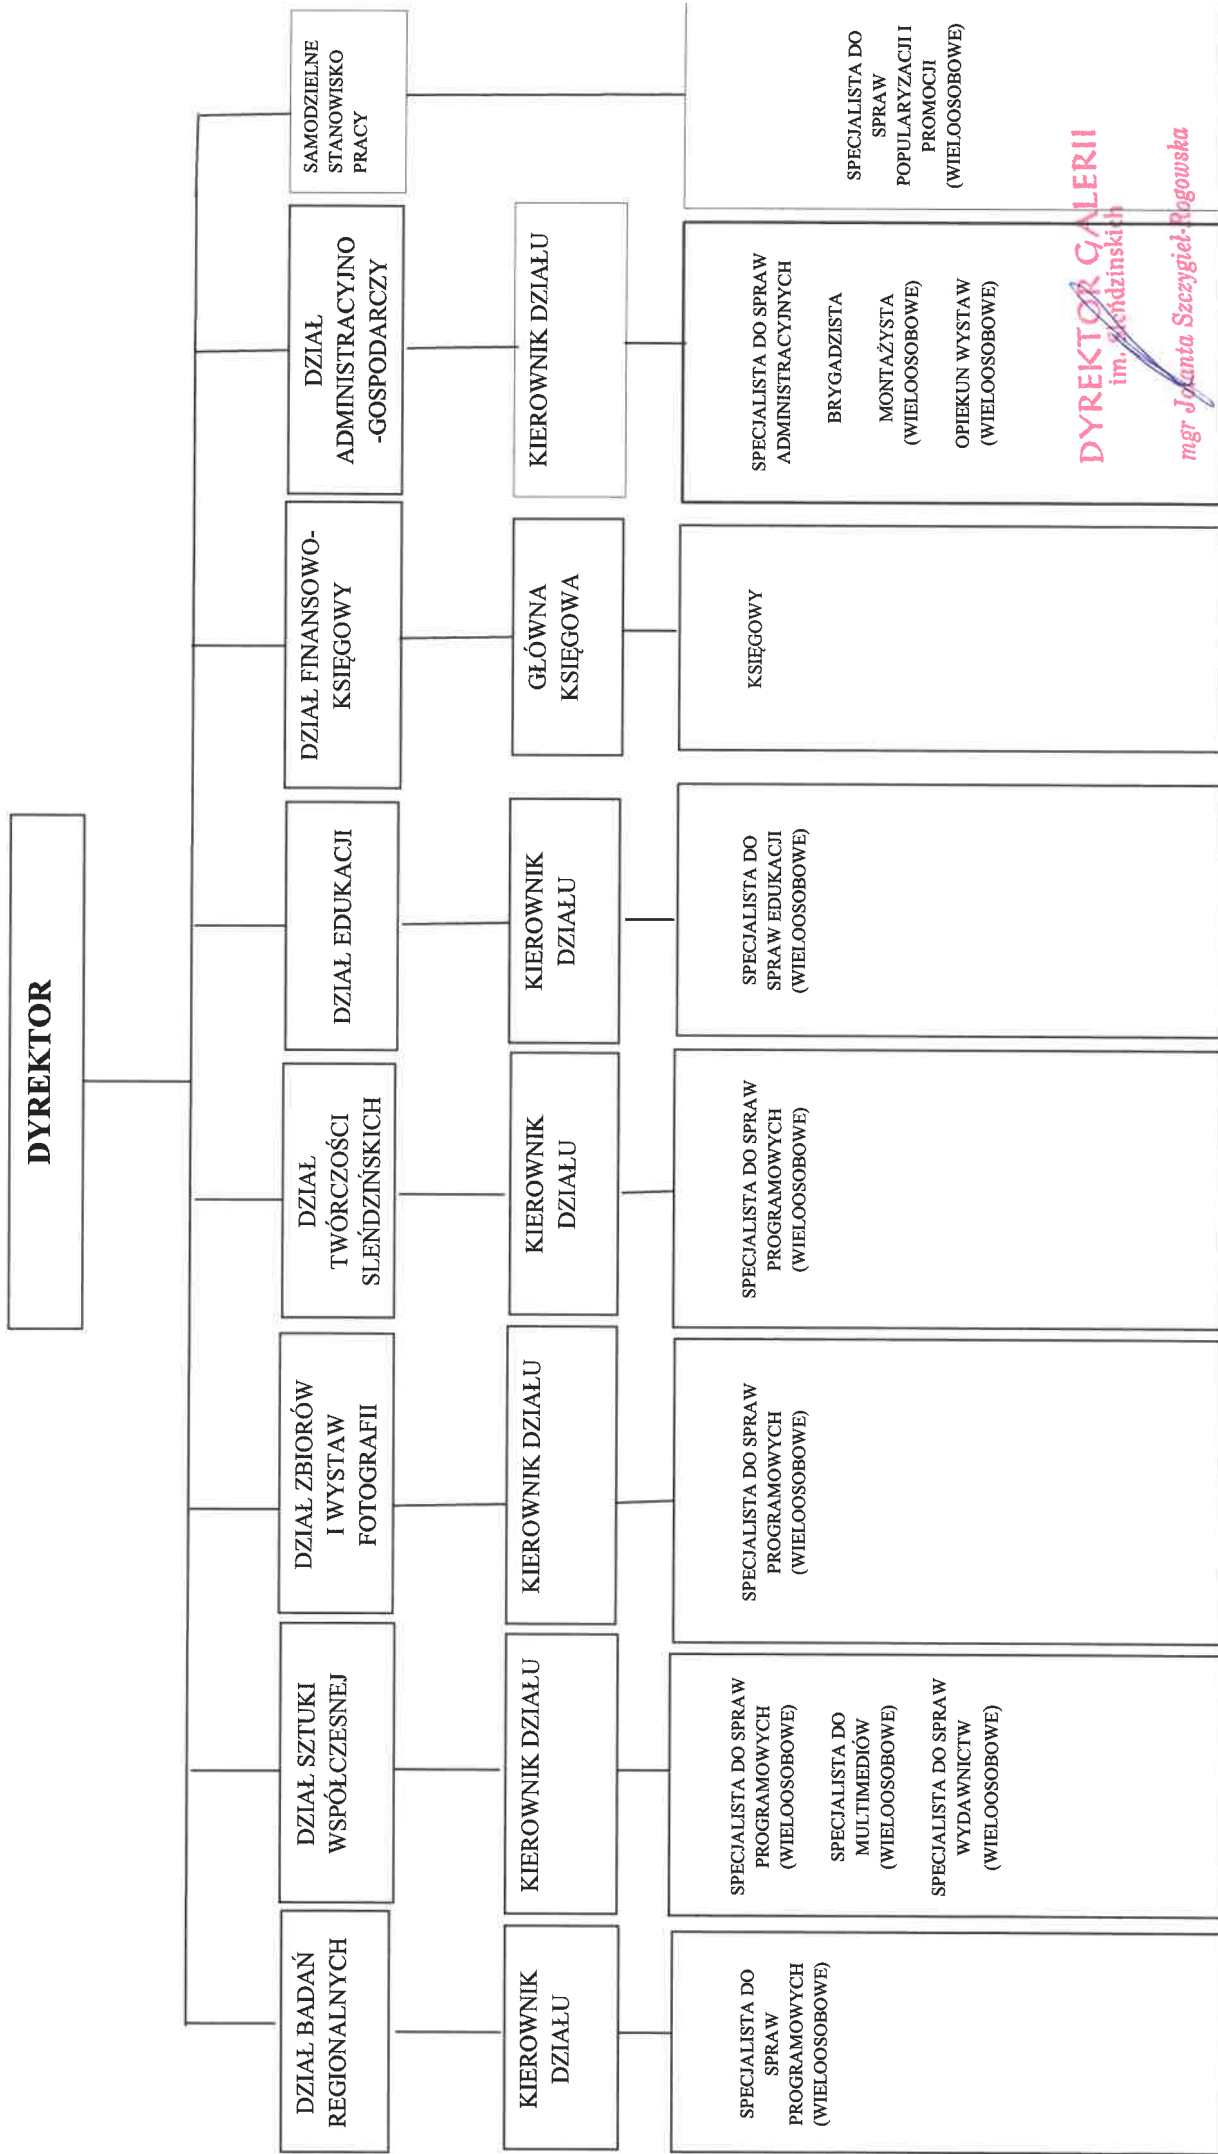 DYREKTOR
DZIAŁ BADAŃ
REGIONALNYCH
DZIAŁ SZTUKI
WSPÓŁCZESNEJ
DZIAŁ ZBIORÓW
I WYSTAW
FOTOGRAFII
DZIAŁ
TWÓRCZOŚCI
SLEŃDZIŃSKICH
DZIAŁ EDUKACJI
DZIAŁ FINANSOWO-
KSIĘGOWY
DZIAŁ
ADMINISTRACYJNO
-GOSPODARCZY
SAMODZIELNE
STANOWISKO
PRACY
KIEROWNIK
DZIAŁU
KIEROWNIK DZIAŁU
KIEROWNIK DZIAŁU
KIEROWNIK
DZIAŁU
KIEROWNIK
DZIAŁU
GŁÓWNA
KSIĘGOWA
KIEROWNIK DZIAŁU
SPECJALISTA DO
SPRAW
PROGRAMOWYCH
(WIELOOSOBOWE)
SPECJALISTA DO SPRAW
PROGRAMOWYCH
(WIELOOSOBOWE)
SPECJALISTA DO
MULTIMEDIÓW
(WIELOOSOBOWE)
SPECJALISTA DO SPRAW
WYDAWNICTW
(WIELOOSOBOWE)
SPECJALISTA DO SPRAW
PROGRAMOWYCH
(WIELOOSOBOWE)
SPECJALISTA DO SPRAW
PROGRAMOWYCH
(WIELOOSOBOWE)
SPECJALISTA DO
SPRAW EDUKACJI
(WIELOOSOBOWE)
KSIĘGOWY
SPECJALISTA DO SPRAW
ADMINISTRACYJNYCH
BRYGADZISTA
MONTAŻYSTA
(WIELOOSOBOWE)
OPIEKUN WYSTAW
(WIELOOSOBOWE)
SPECJALISTA DO
SPRAW
POPULARYZACJI I
PROMOCJI
(WIELOOSOBOWE)
DYREKTOR GALERII
im. Sleńdzińskich
mgr Jolanta Szczygieł-Rogowska